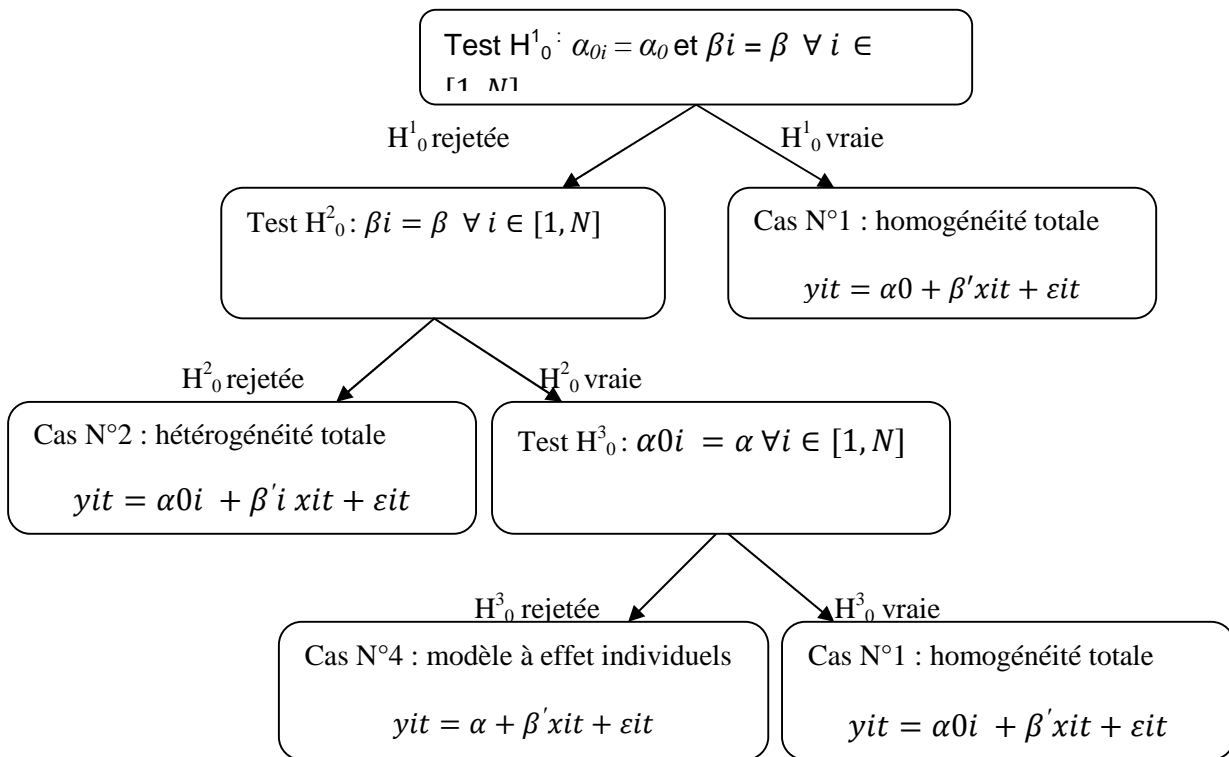 Test H¹₀ : α₀ᵢ = α₀ et βi = β ∀ i ∈
[1, N]
H¹₀ rejetée
H¹₀ vraie
Test H²₀ : βi = β ∀ i ∈ [1, N]
Cas N°1 : homogénéité totale
yit = α0 + β′xit + εit
H²₀ rejetée
H²₀ vraie
Cas N°2 : hétérogénéité totale
yit = α0i + β′i xit + εit
Test H³₀ : α0i = α ∀i ∈ [1, N]
H³₀ rejetée
H³₀ vraie
Cas N°4 : modèle à effet individuels
yit = α + β′xit + εit
Cas N°1 : homogénéité totale
yit = α0i + β′xit + εit